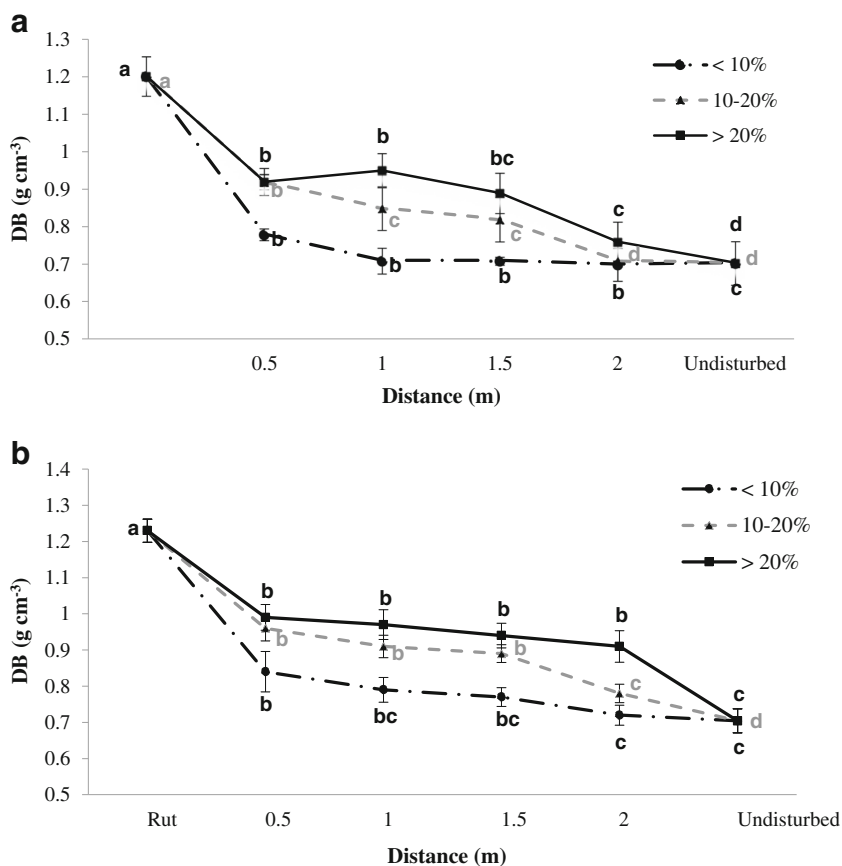 a
1.3
1.2
1.1
1
0.9
0.8
0.7
0.6
0.5
DB (g cm-3)
< 10%
10-20%
> 20%
a a
b b bc c d
b c c d d
b b b b c
0.5 1 1.5 2 Undisturbed
Distance (m)
b
1.4
1.3
1.2
1.1
1
0.9
0.8
0.7
0.6
0.5
DB (g cm-3)
< 10%
10-20%
> 20%
a
b b b b c
b b b c d
b bc bc c c
Rut 0.5 1 1.5 2 Undisturbed
Distance (m)